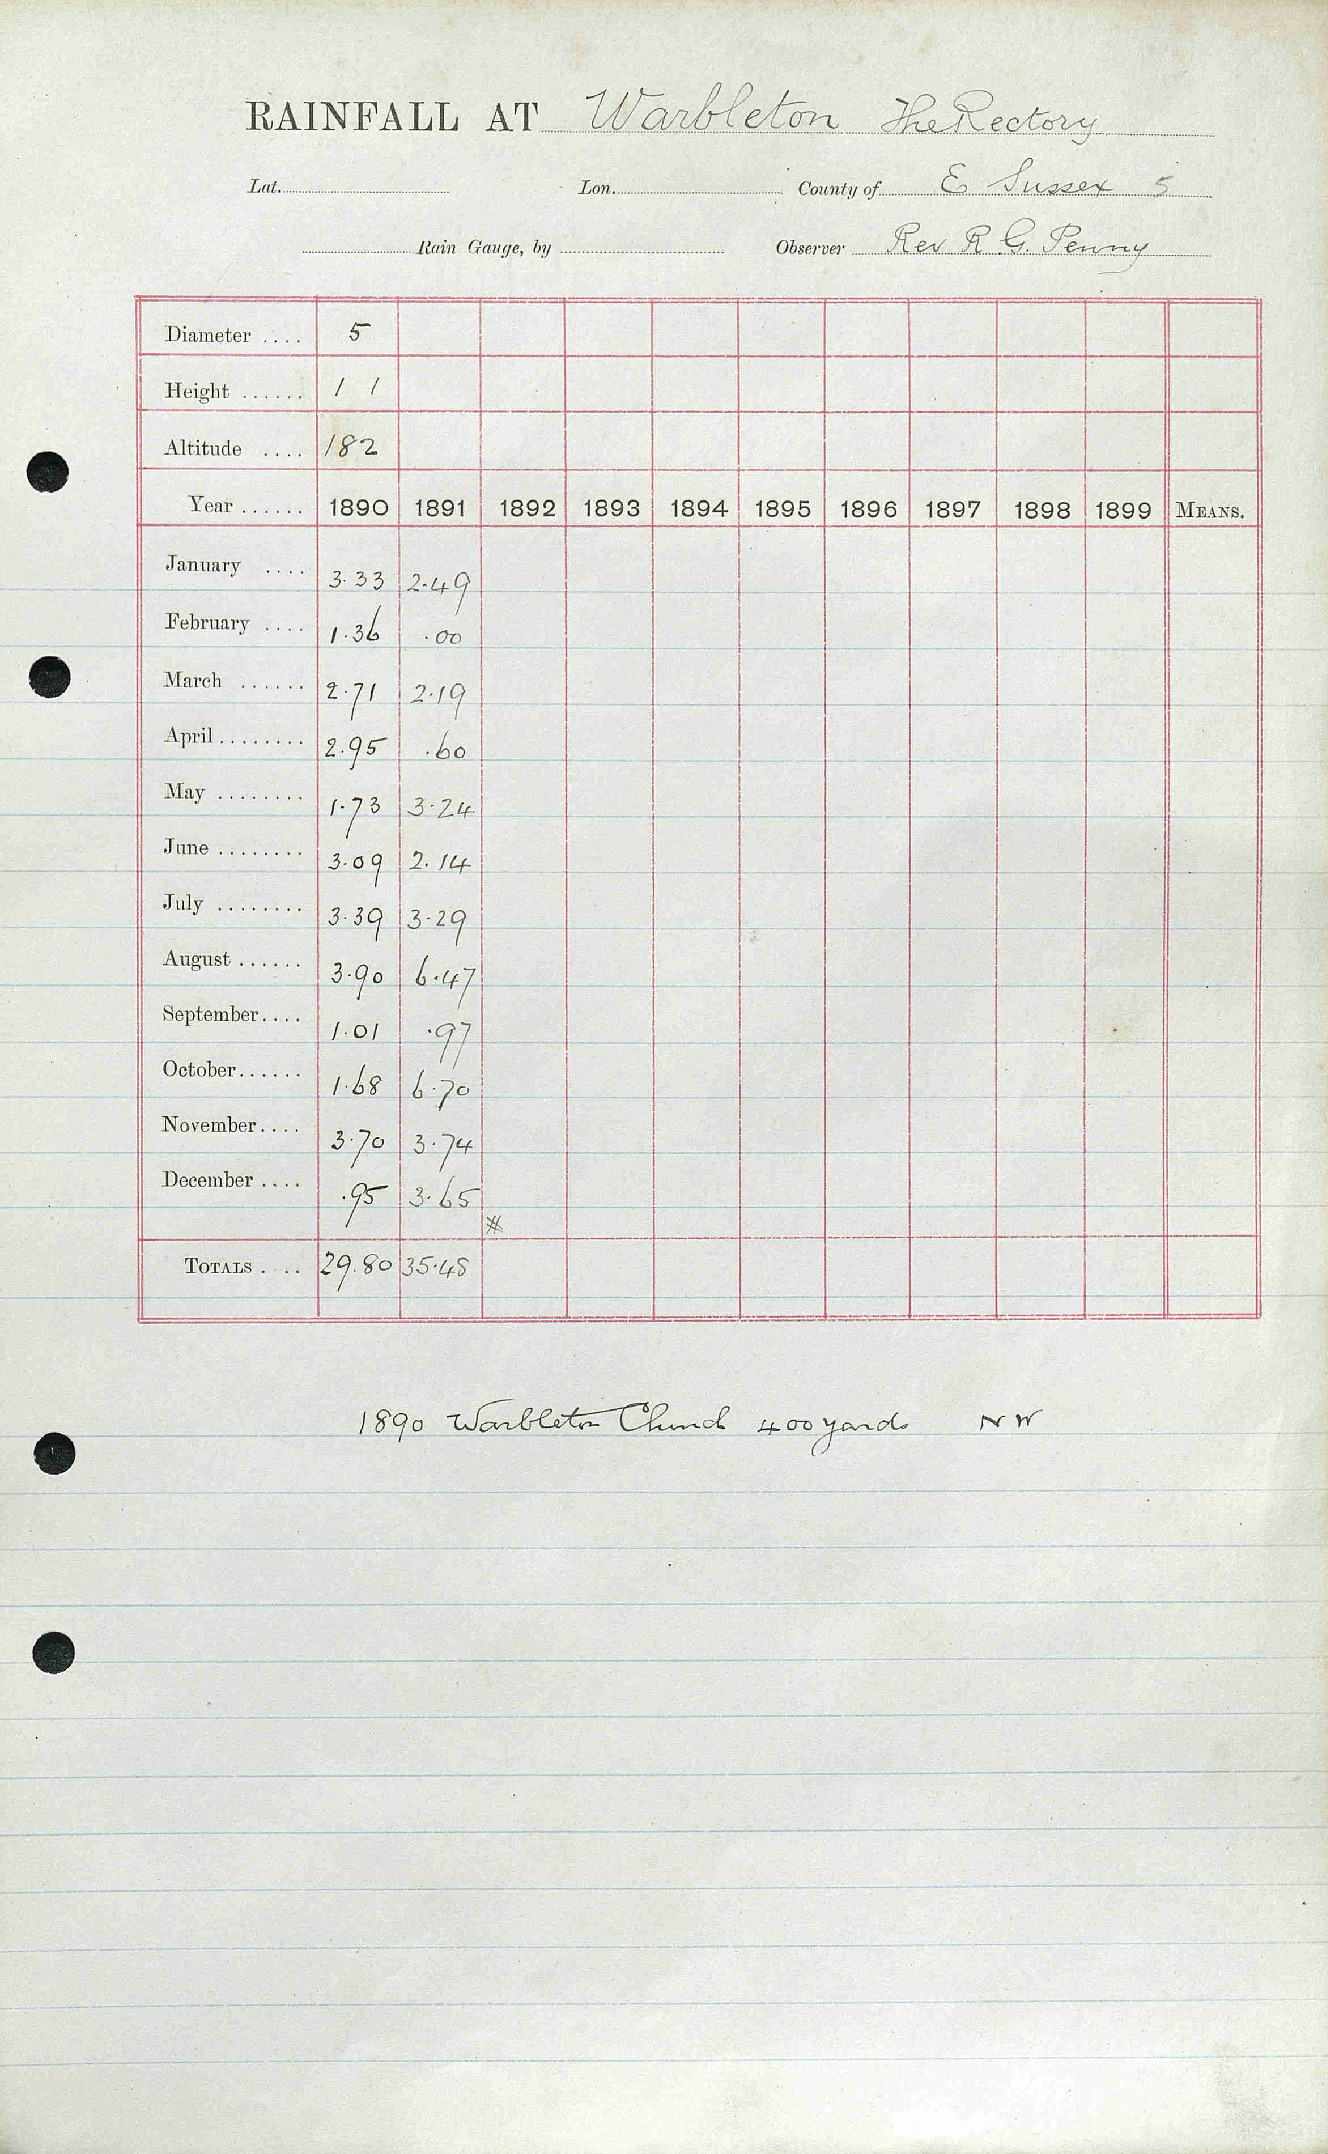 RAINFALL AT Warbleton The Rectory
Lat. Lon. County of E Sussex 5
Rain Gauge, by Observer Rev R. G. Penny
Diameter .... 5
Height ...... 1 1
Altitude .... 182
Year ...... 1890 1891 1892 1893 1894 1895 1896 1897 1898 1899 MEANS.
January .... 3.33 2.49
February .... 1.36 .00
March ...... 2.71 2.19
April ........ 2.95 .60
May ........ 1.73 3.24
June ........ 3.09 2.14
July ........ 3.39 3.29
August ...... 3.90 6.47
September.... 1.01 .97
October...... 1.68 6.70
November.... 3.70 3.74
December .... .95 3.65
#
TOTALS .... 29.80 35.48
1890 Warbleton Church 400 yards NW